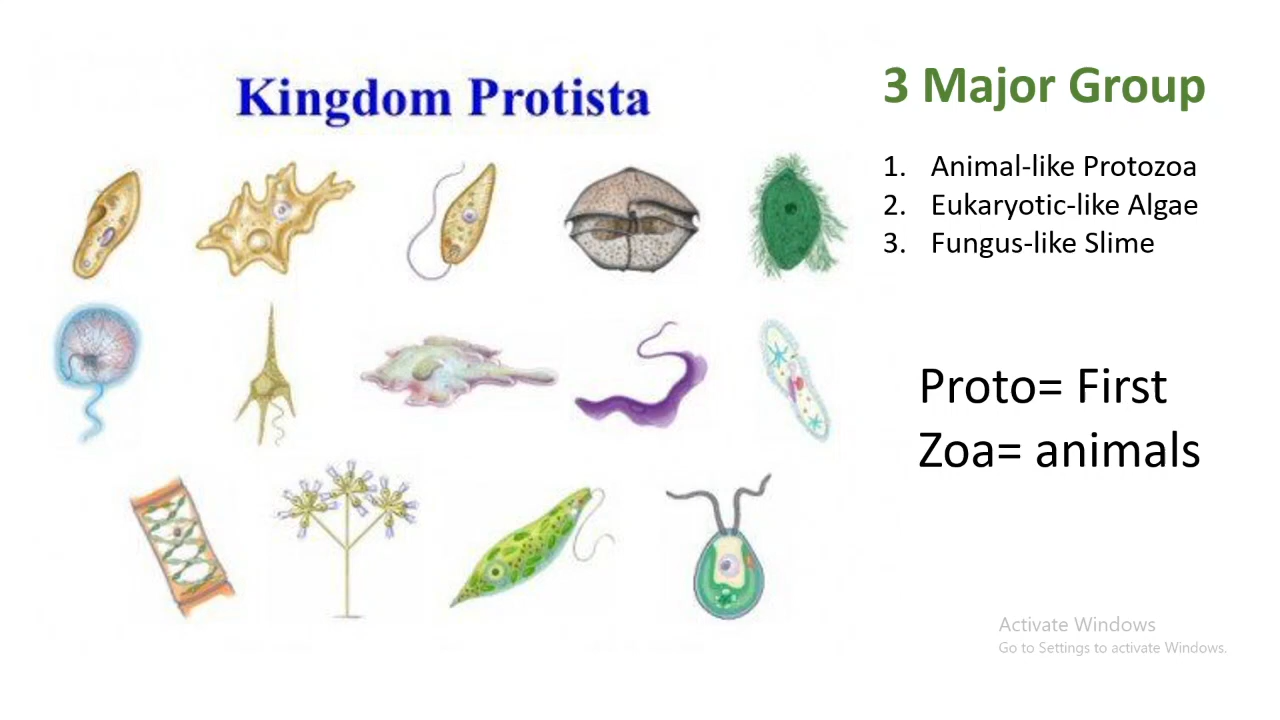 Kingdom Protista
3 Major Group
1. Animal-like Protozoa
2. Eukaryotic-like Algae
3. Fungus-like Slime
Proto= First
Zoa= animals
Activate Windows
Go to Settings to activate Windows.